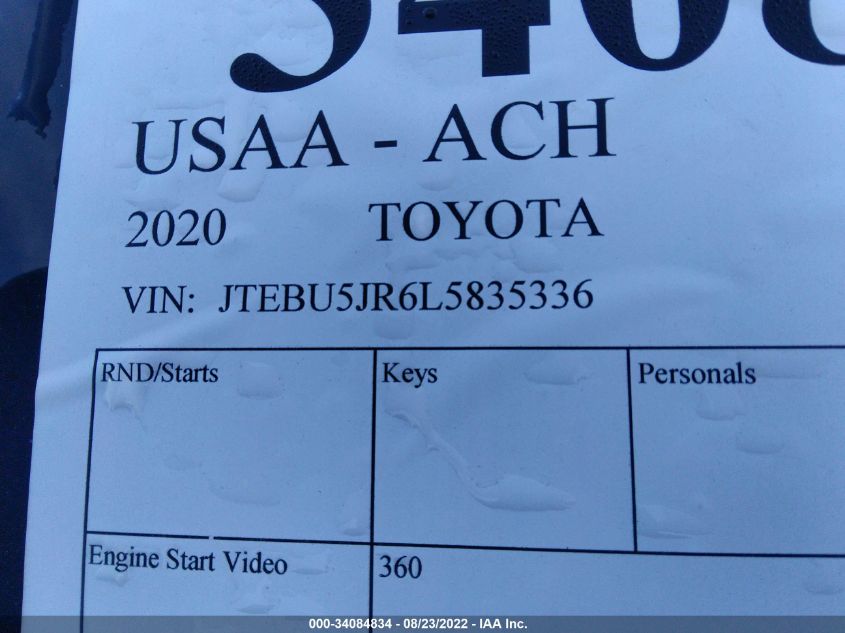 USAA - ACH
2020 TOYOTA
VIN: JTEBU5JR6L5835336
RND/Starts Keys Personals
Engine Start Video 360
000-34084834 - 08/23/2022 - IAA Inc.